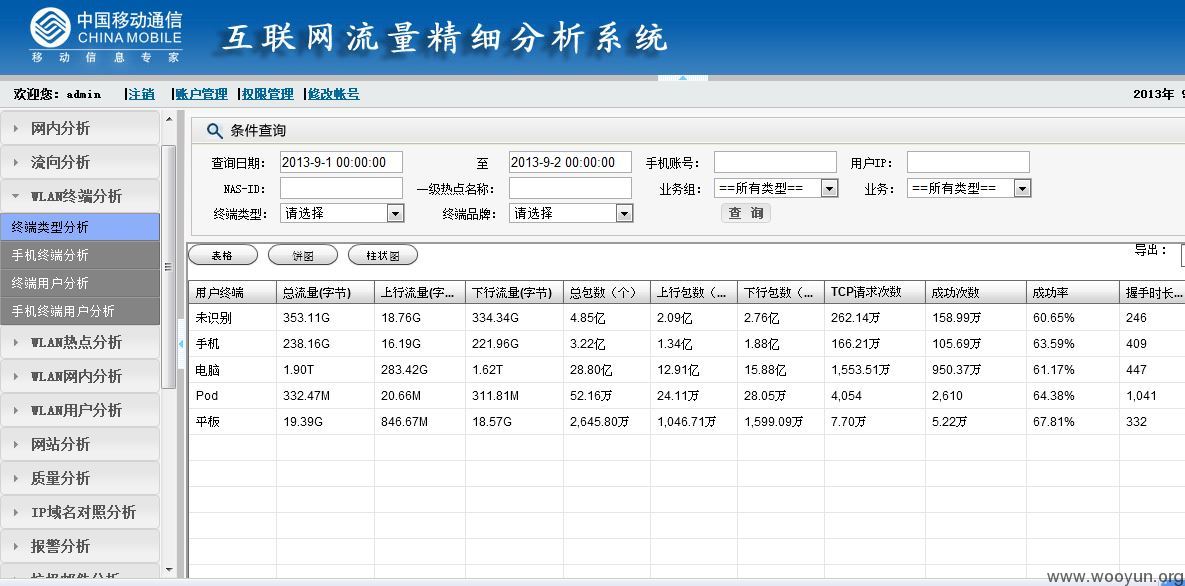 中国移动通信
CHINA MOBILE
移 动 信 息 专 家
互联网流量精细分析系统
欢迎您: admin |注销 |账户管理 |权限管理 |修改帐号
2013年
网内分析
流向分析
WLAN终端分析
终端类型分析
手机终端分析
终端用户分析
手机终端用户分析
WLAN热点分析
WLAN网内分析
WLAN用户分析
网站分析
质量分析
IP域名对照分析
报警分析
条件查询
查询日期: 2013-9-1 00:00:00 至 2013-9-2 00:00:00 手机账号: 用户IP:
NAS-ID: 一级热点名称: 业务组: ==所有类型== 业务: ==所有类型==
终端类型: 请选择 终端品牌: 请选择 查 询
表格 饼图 柱状图 导出:
用户终端 总流量(字节) 上行流量(字... 下行流量(字节) 总包数（个） 上行包数（... 下行包数（... TCP请求次数 成功次数 成功率 握手时长...
未识别 353.11G 18.76G 334.34G 4.85亿 2.09亿 2.76亿 262.14万 158.99万 60.65% 246
手机 238.16G 16.19G 221.96G 3.22亿 1.34亿 1.88亿 166.21万 105.69万 63.59% 409
电脑 1.90T 283.42G 1.62T 28.80亿 12.91亿 15.88亿 1,553.51万 950.37万 61.17% 447
Pod 332.47M 20.66M 311.81M 52.16万 24.11万 28.05万 4,054 2,610 64.38% 1,041
平板 19.39G 846.67M 18.57G 2,645.80万 1,046.71万 1,599.09万 7.70万 5.22万 67.81% 332
www.wooyun.org